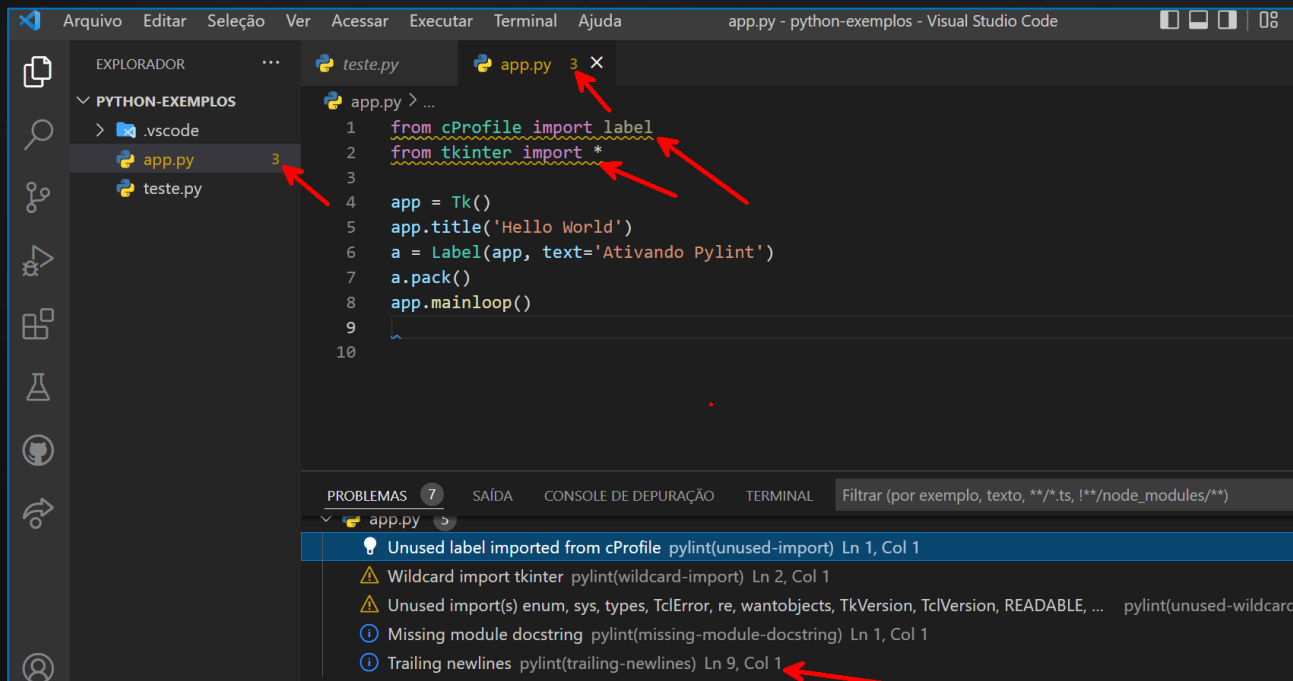 Arquivo Editar Seleção Ver Acessar Executar Terminal Ajuda app.py - python-exemplos - Visual Studio Code
EXPLORADOR ...
PYTHON-EXEMPLOS
.vscode
app.py 3
teste.py
teste.py app.py 3
app.py > ...
1 from cProfile import label
2 from tkinter import *
3
4 app = Tk()
5 app.title('Hello World')
6 a = Label(app, text='Ativando Pylint')
7 a.pack()
8 app.mainloop()
9
10
PROBLEMAS 7 SAÍDA CONSOLE DE DEPURAÇÃO TERMINAL Filtrar (por exemplo, texto, **/*.ts, !**/node_modules/**)
app.py 5
Unused label imported from cProfile pylint(unused-import) Ln 1, Col 1
Wildcard import tkinter pylint(wildcard-import) Ln 2, Col 1
Unused import(s) enum, sys, types, TclError, re, wantobjects, TkVersion, TclVersion, READABLE, ... pylint(unused-wildcard
Missing module docstring pylint(missing-module-docstring) Ln 1, Col 1
Trailing newlines pylint(trailing-newlines) Ln 9, Col 1